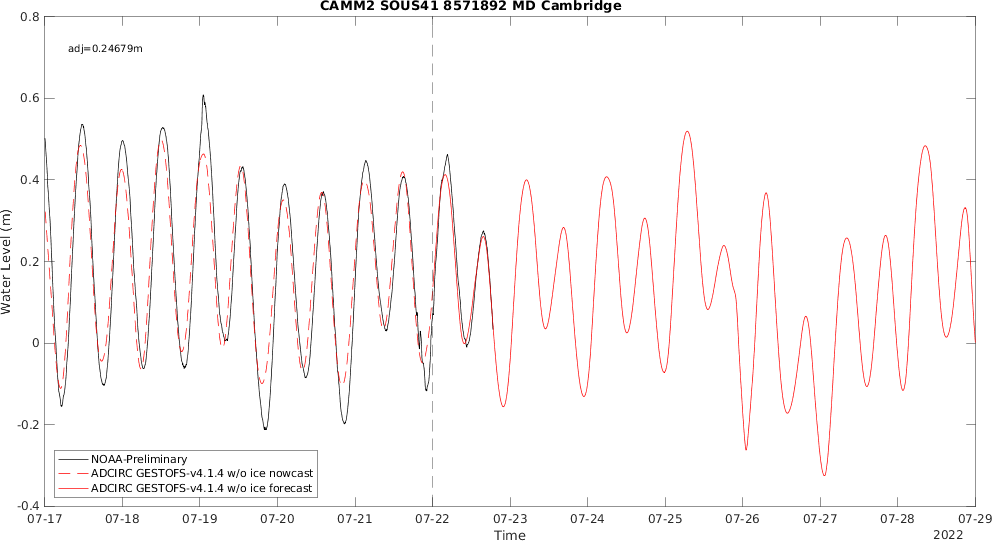 CAMM2 SOUS41 8571892 MD Cambridge
adj=0.24679m
0.8
0.6
0.4
0.2
0
-0.2
-0.4
Water Level (m)
NOAA-Preliminary
ADCIRC GESTOFS-v4.1.4 w/o ice nowcast
ADCIRC GESTOFS-v4.1.4 w/o ice forecast
07-17 07-18 07-19 07-20 07-21 07-22 07-23 07-24 07-25 07-26 07-27 07-28 07-29
Time
2022